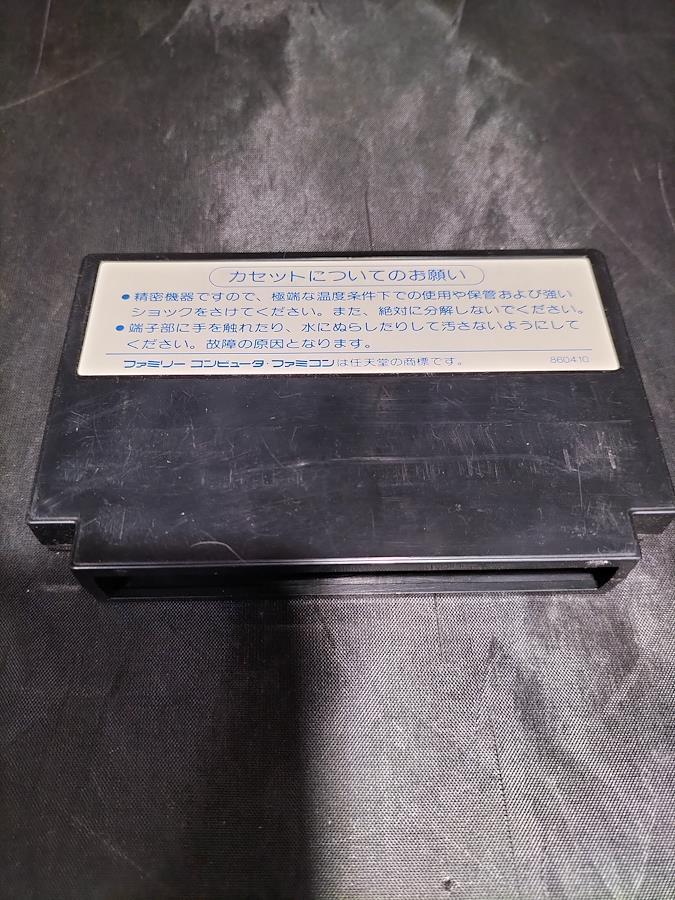 カセットについてのお願い
●精密機器ですので、極端な温度条件下での使用や保管および強い
ショックをさけてください。また、絶対に分解しないでください。
●端子部に手を触れたり、水にぬらしたりして汚さないようにして
ください。故障の原因となります。
ファミリー コンピュータ・ファミコンは任天堂の商標です。 860410